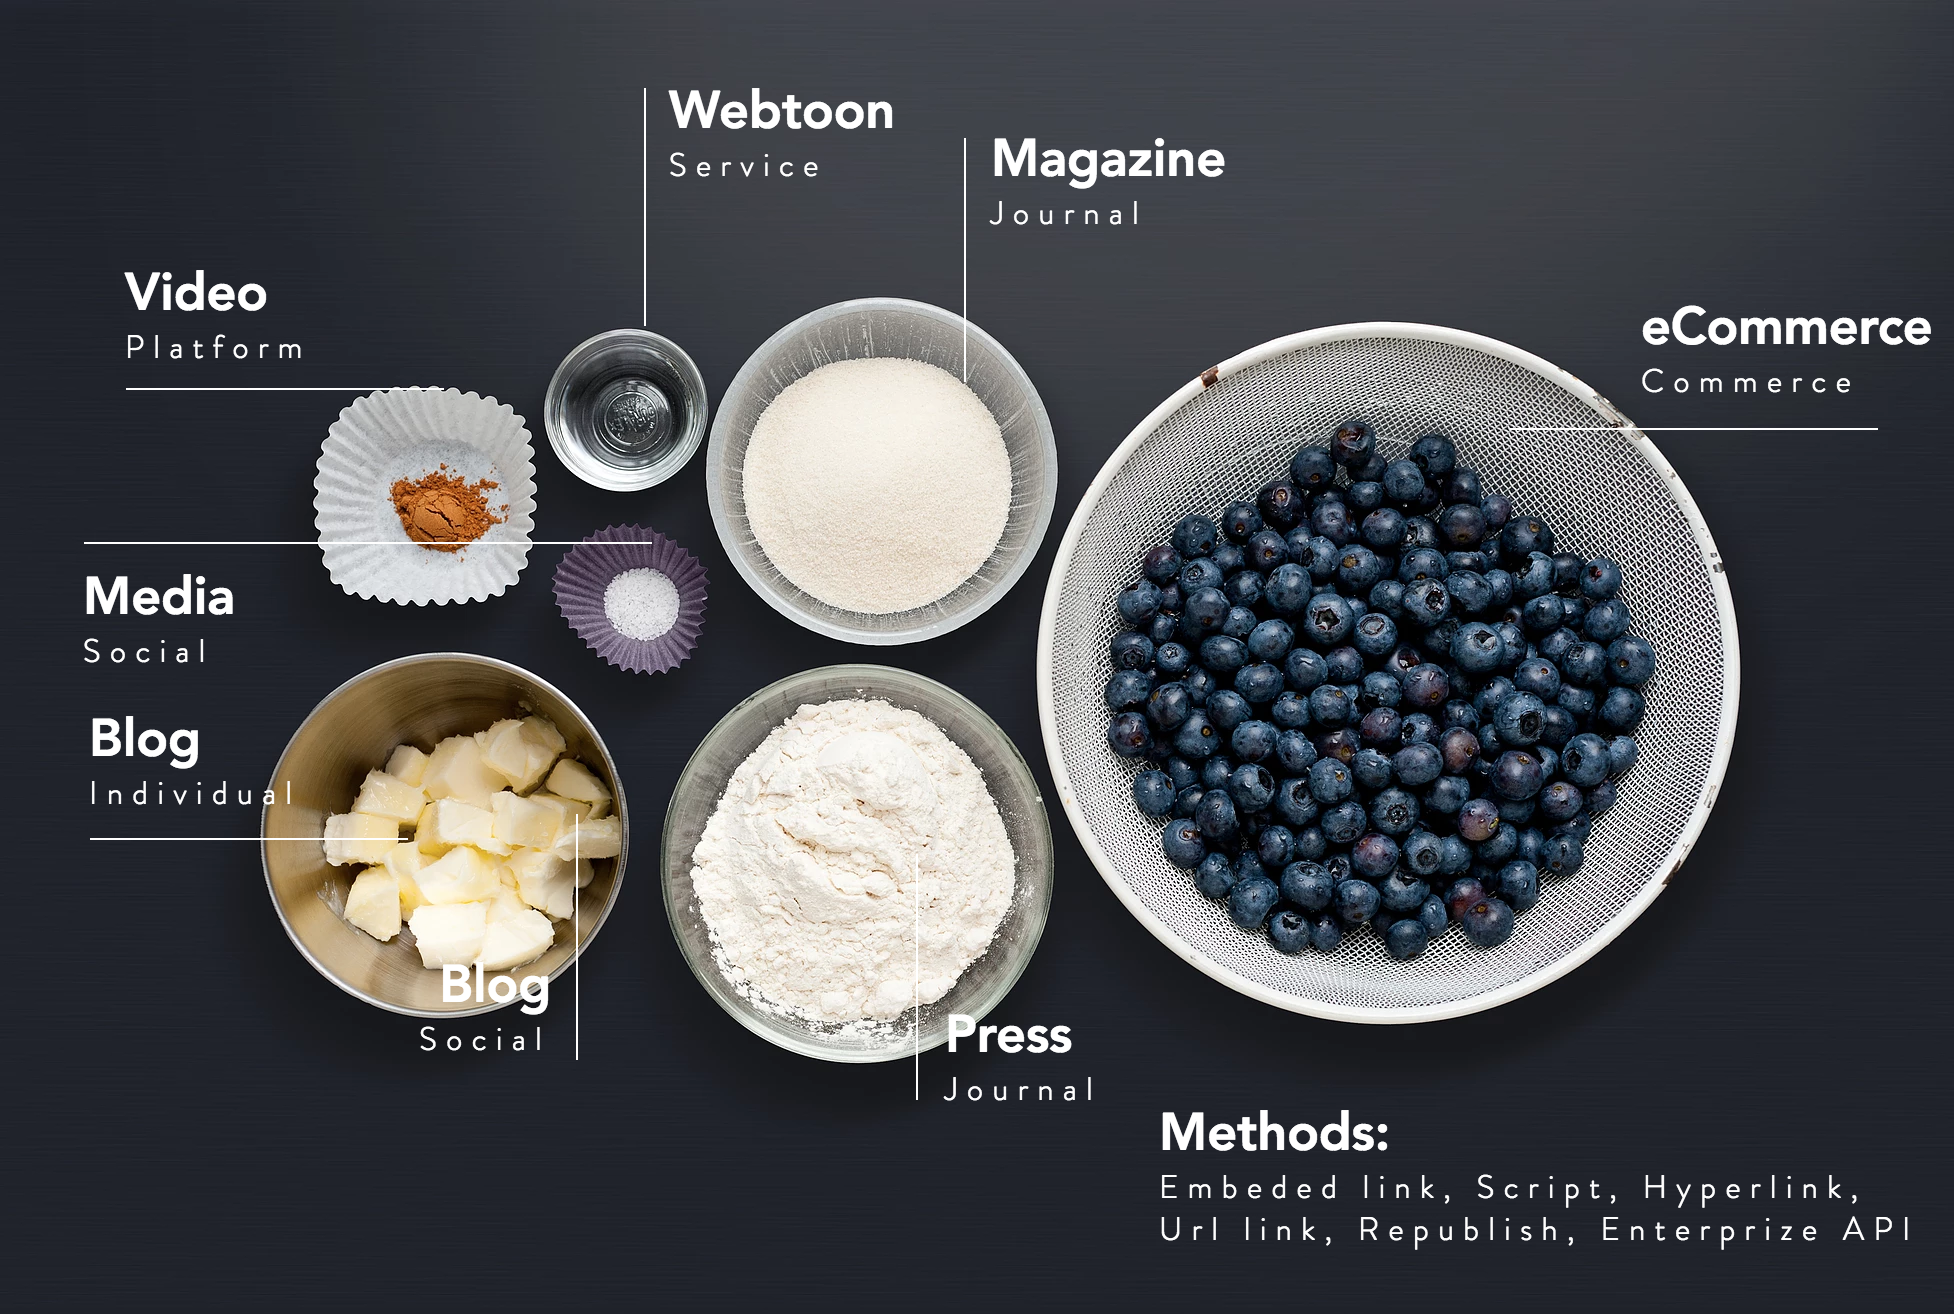 Webtoon
Service
Magazine
Journal
Video
Platform
eCommerce
Commerce
Media
Social
Blog
Individual
Blog
Social
Press
Journal
Methods:
Embeded link, Script, Hyperlink,
Url link, Republish, Enterprize API